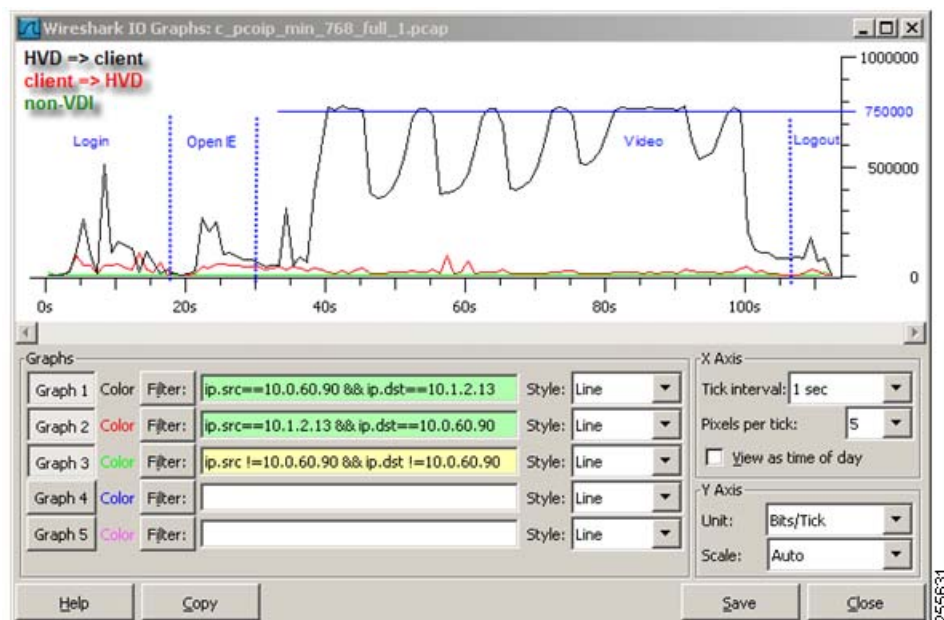 Wireshark IO Graphs: c_pcoip_min_768_full_1.pcap
HVD => client
client => HVD
non-VDI
Login
Open IE
Video
Logout
1000000
750000
500000
0
0s 20s 40s 60s 80s 100s
Graphs
Graph 1 Color Filter: ip.src==10.0.60.90 && ip.dst==10.1.2.13 Style: Line
Graph 2 Color Filter: ip.src==10.1.2.13 && ip.dst==10.0.60.90 Style: Line
Graph 3 Color Filter: ip.src !=10.0.60.90 && ip.dst !=10.0.60.90 Style: Line
Graph 4 Color Filter: Style: Line
Graph 5 Color Filter: Style: Line
X Axis
Tick interval: 1 sec
Pixels per tick: 5
View as time of day
Y Axis
Unit: Bits/Tick
Scale: Auto
Help Copy Save Close
255631